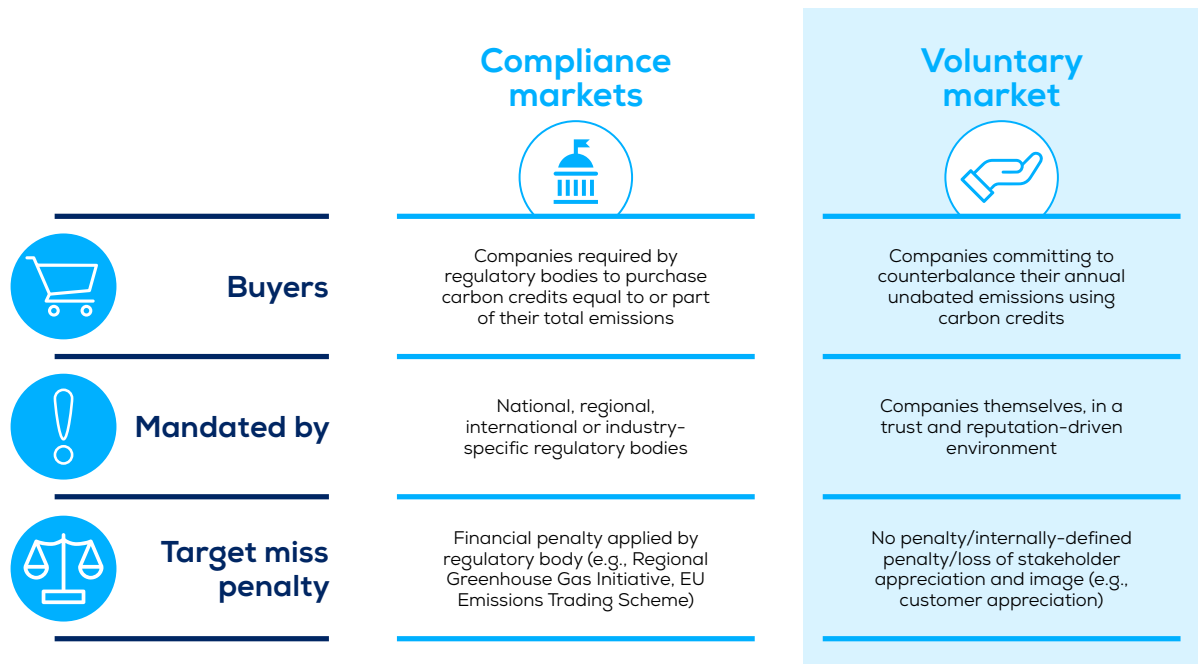 Compliance
markets
Voluntary
market
Buyers
Companies required by
regulatory bodies to purchase
carbon credits equal to or part
of their total emissions
Companies committing to
counterbalance their annual
unabated emissions using
carbon credits
Mandated by
National, regional,
international or industry-
specific regulatory bodies
Companies themselves, in a
trust and reputation-driven
environment
Target miss
penalty
Financial penalty applied by
regulatory body (e.g., Regional
Greenhouse Gas Initiative, EU
Emissions Trading Scheme)
No penalty/internally-defined
penalty/loss of stakeholder
appreciation and image (e.g.,
customer appreciation)